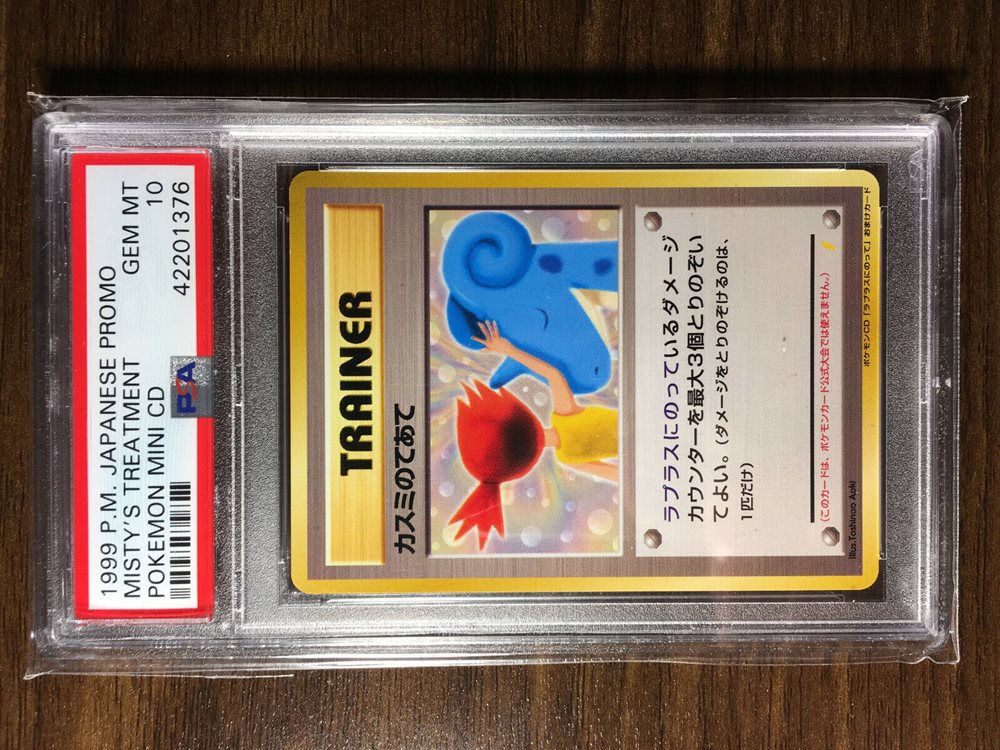 1999 P.M. JAPANESE PROMO
MISTY'S TREATMENT GEM MT
POKEMON MINI CD 10
PSA 42201376
TRAINER
カスミのてあて
ラプラスにのっているダメージ
カウンターを最大3個とりのぞい
てよい。(ダメージをとりのぞけるのは、
1匹だけ)
(このカードは、ポケモンカード公式大会では使えません。)
Illus. Toshinao Aoki
ポケモンCD「ラプラスにのって」おまけカード